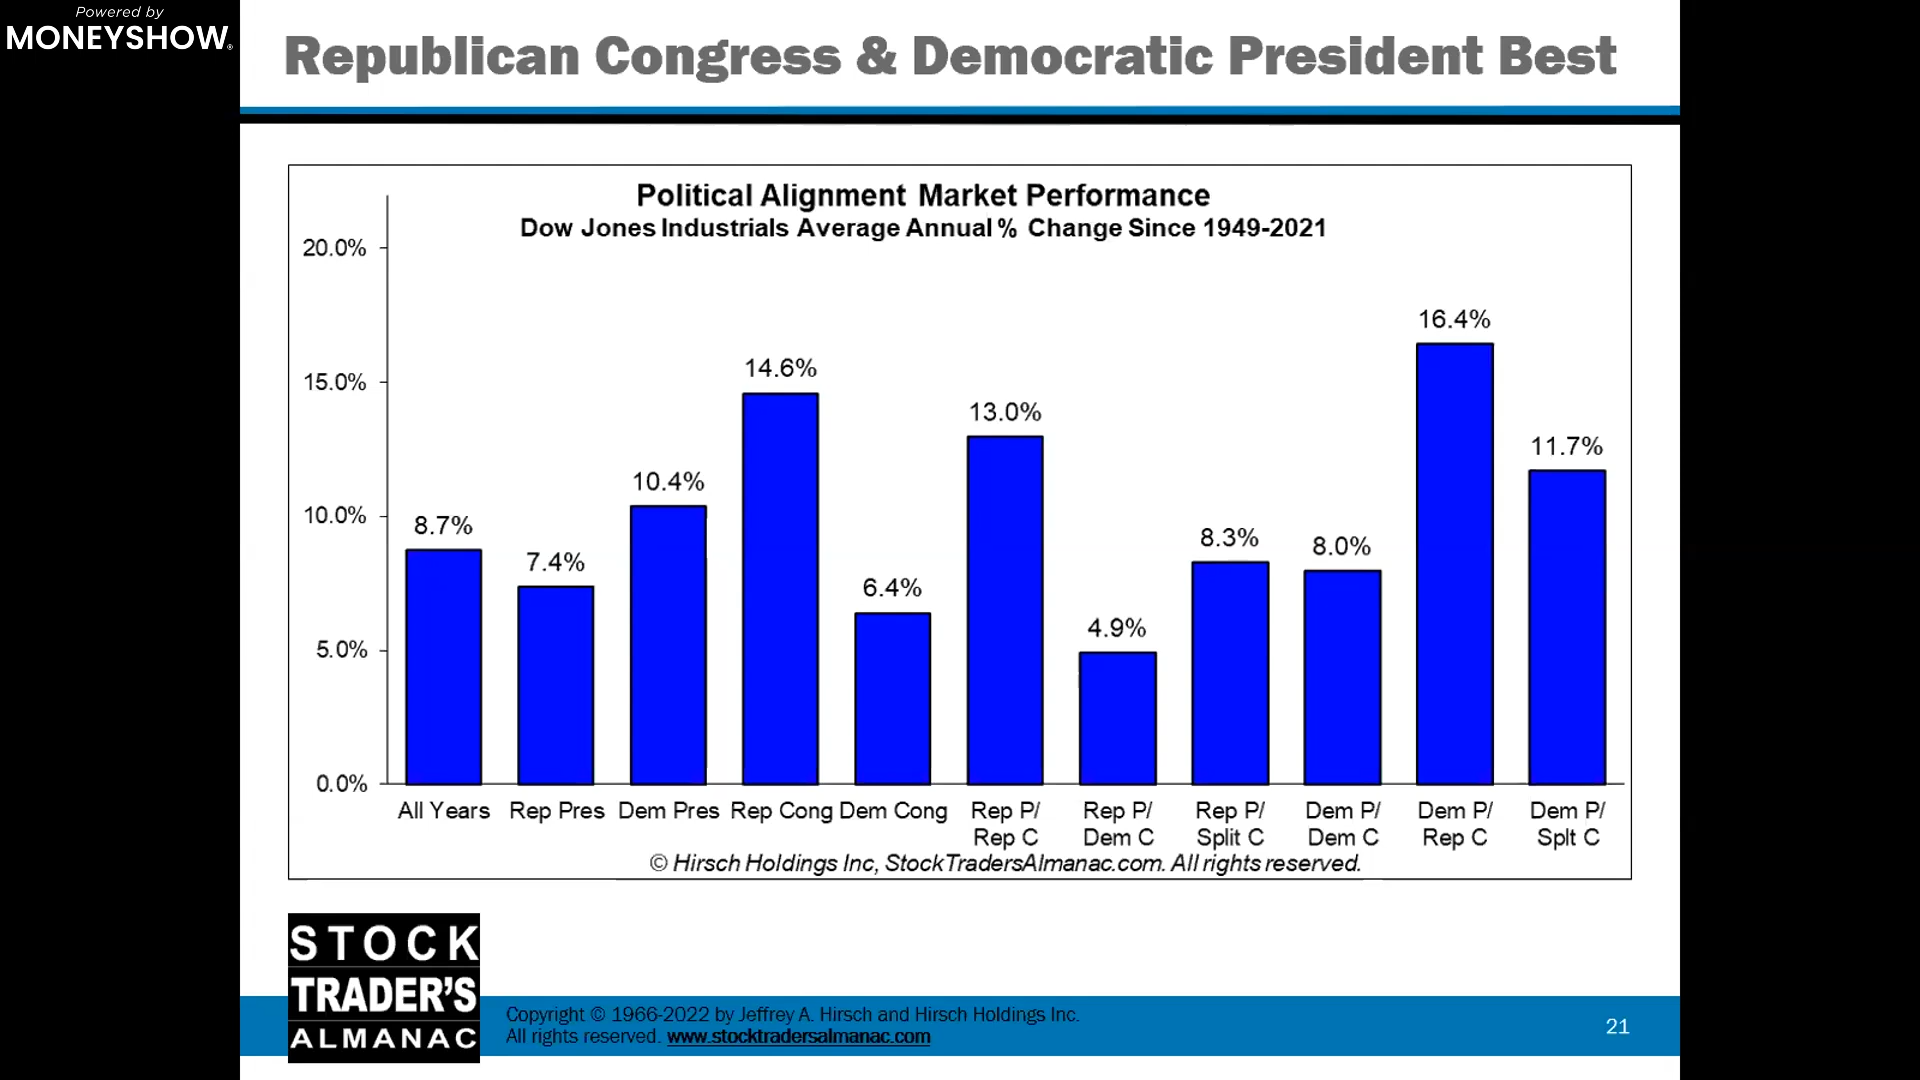 Powered by
MONEYSHOW®
Republican Congress & Democratic President Best
Political Alignment Market Performance
Dow Jones Industrials Average Annual % Change Since 1949-2021
20.0%
15.0%
10.0%
5.0%
0.0%
8.7%
7.4%
10.4%
14.6%
6.4%
13.0%
4.9%
8.3%
8.0%
16.4%
11.7%
All Years
Rep Pres
Dem Pres
Rep Cong
Dem Cong
Rep P/
Rep C
Rep P/
Dem C
Rep P/
Split C
Dem P/
Dem C
Dem P/
Rep C
Dem P/
Splt C
© Hirsch Holdings Inc, StockTradersAlmanac.com. All rights reserved.
STOCK
TRADER'S
ALMANAC
Copyright © 1966-2022 by Jeffrey A. Hirsch and Hirsch Holdings Inc.
All rights reserved. www.stocktradersalmanac.com
21